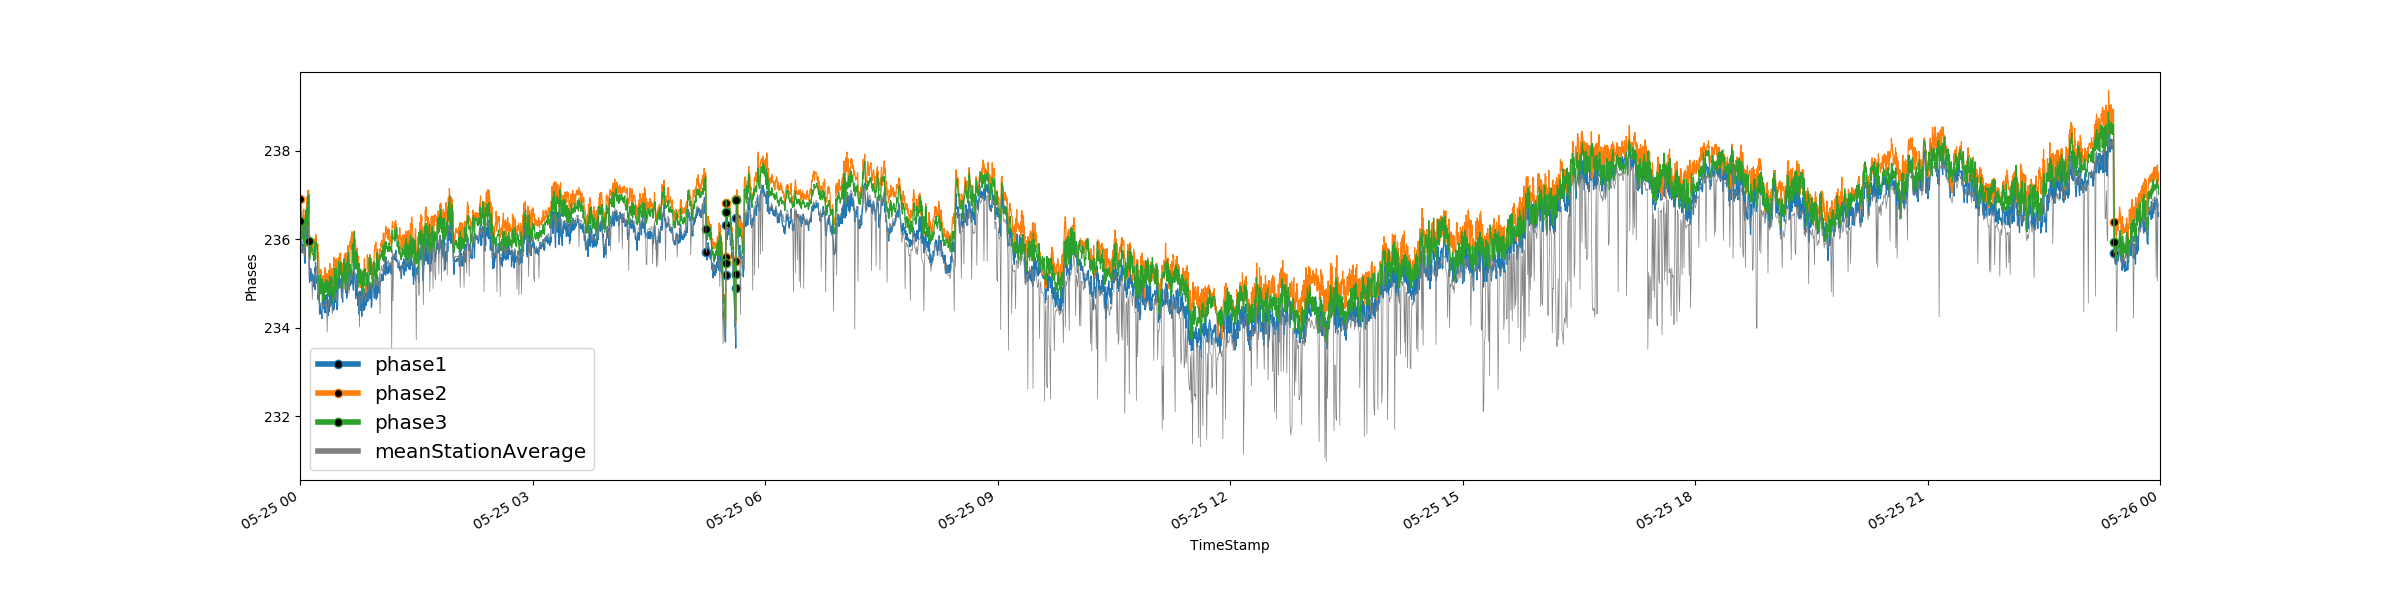 238
236
234
232
Phases
phase1
phase2
phase3
meanStationAverage
05-25 00
05-25 03
05-25 06
05-25 09
05-25 12
05-25 15
05-25 18
05-25 21
05-26 00
TimeStamp